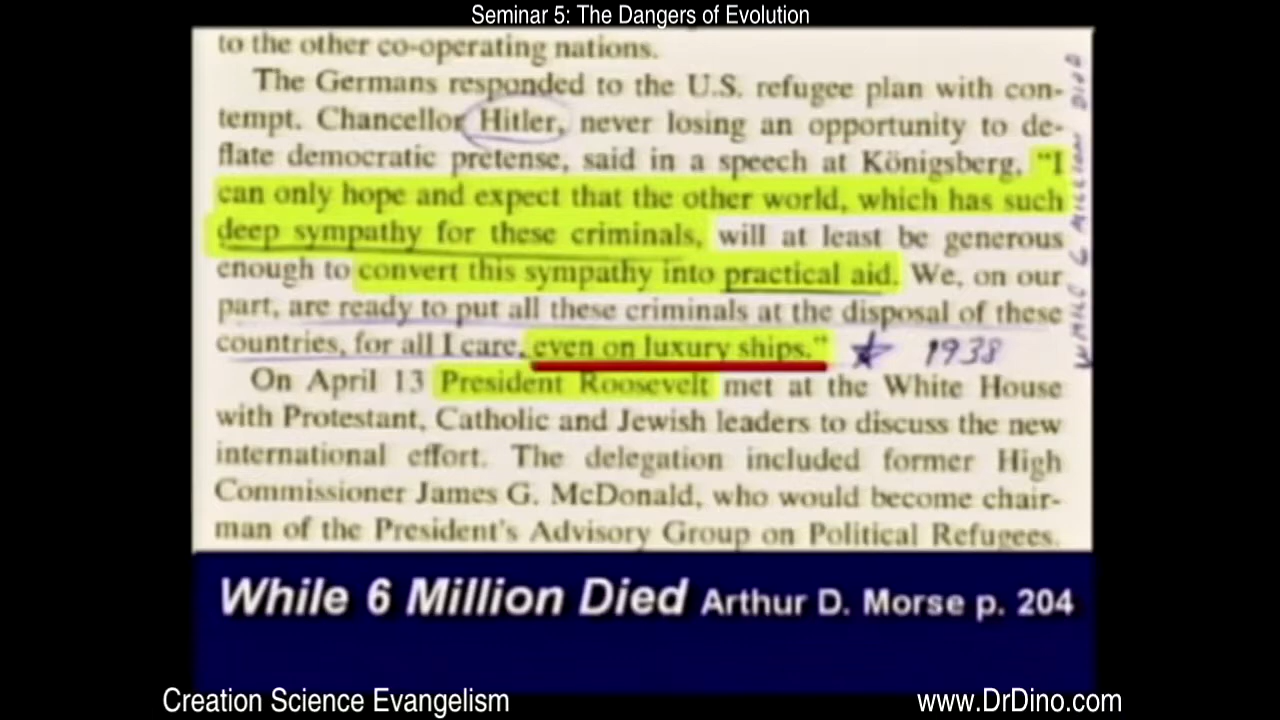 Seminar 5: The Dangers of Evolution
to the other co-operating nations.
The Germans responded to the U.S. refugee plan with con-
tempt. Chancellor Hitler, never losing an opportunity to de-
flate democratic pretense, said in a speech at Königsberg, "I
can only hope and expect that the other world, which has such
deep sympathy for these criminals, will at least be generous
enough to convert this sympathy into practical aid. We, on our
part, are ready to put all these criminals at the disposal of these
countries, for all I care, even on luxury ships." ★ 1938
On April 13 President Roosevelt met at the White House
with Protestant, Catholic and Jewish leaders to discuss the new
international effort. The delegation included former High
Commissioner James G. McDonald, who would become chair-
man of the President's Advisory Group on Political Refugees.
WHILE 6 MILLION DIED
While 6 Million Died Arthur D. Morse p. 204
Creation Science Evangelism
www.DrDino.com